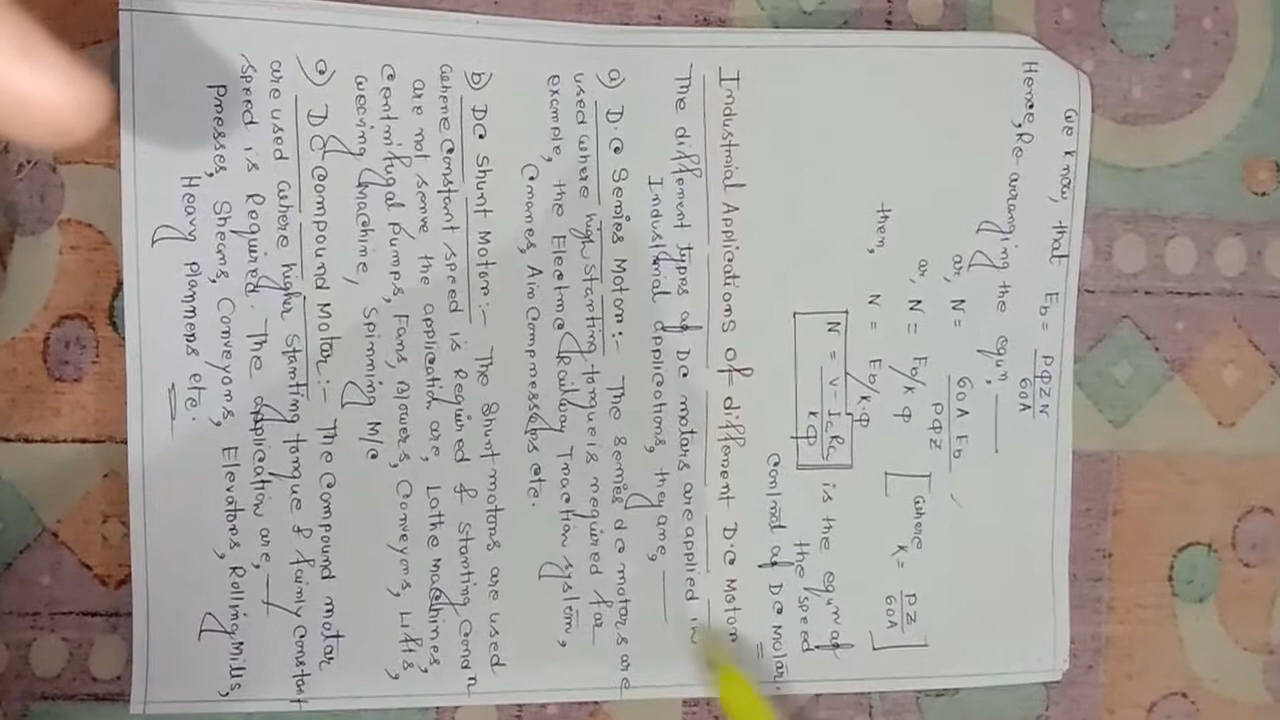 we know, that Eb = PΦZN / 60A
Hence, Re arranging the equn,
or, N = 60A Eb / PΦZ
or, N = Eb/kΦ [where k = PZ / 60A]
then, N = Eb/k.Φ
N = V - IaRa / kΦ is the equn of
the speed
control of DC Motor.
Industrial Applications of different D.C Motor
The different types of DC motors are applied in
Industrial applications, they are,
a) D.C Series Motor:- The series dc motors are
used where high starting torque is required for
example, the Electric Railway Traction system,
Cranes, Air Compressors etc.
b) DC Shunt Motor:- The Shunt motors are used
where constant speed is Required & starting condn
are not serve the application are, Lathe machines,
Centrifugal Pumps, Fans, Blowers, Conveyors, Lifts,
weaving Machine, Spinning M/c
c) DC compound Motor:- The compound motor
are used where higher starting torque & fairly constant
speed is Required. The application are,
Presses, Shears, Conveyors, Elevators, Rolling Mills,
Heavy planners etc.